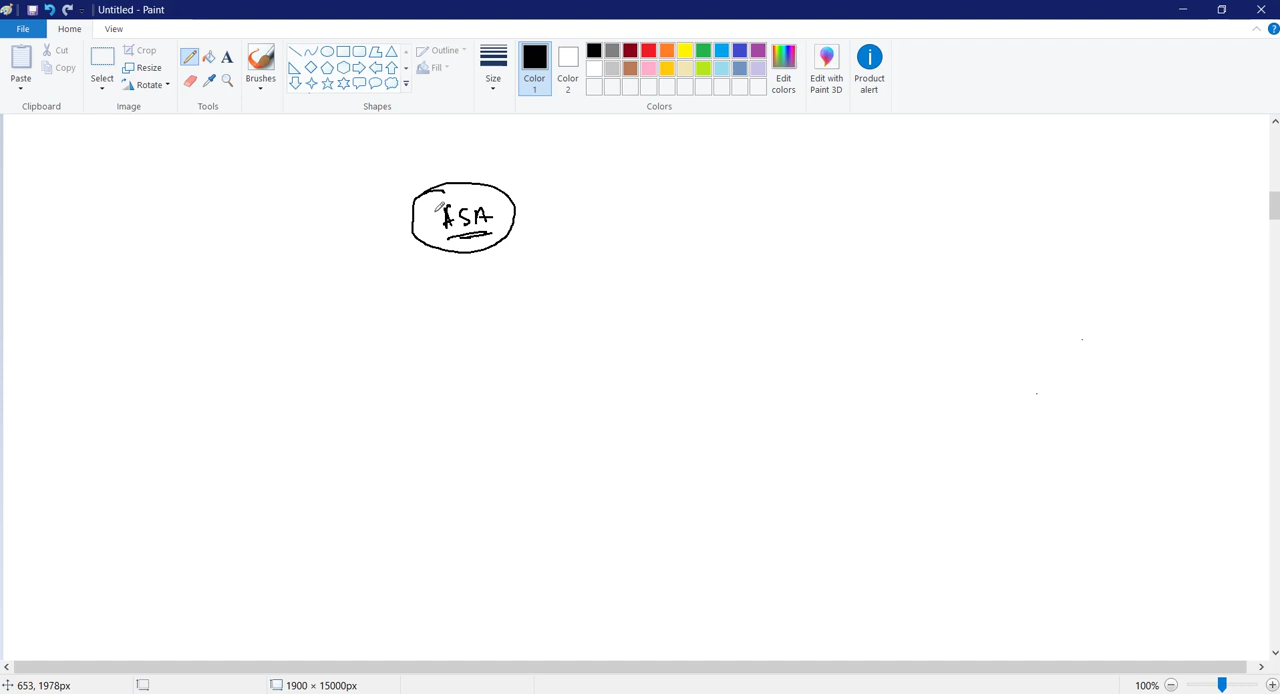 Untitled - Paint
File
Home
View
Paste
Cut
Copy
Clipboard
Select
Crop
Resize
Rotate
Image
Tools
Brushes
Shapes
Outline
Fill
Size
Color 1
Color 2
Colors
Edit colors
Edit with Paint 3D
Product alert
ASA
653, 1978px
1900 × 15000px
100%